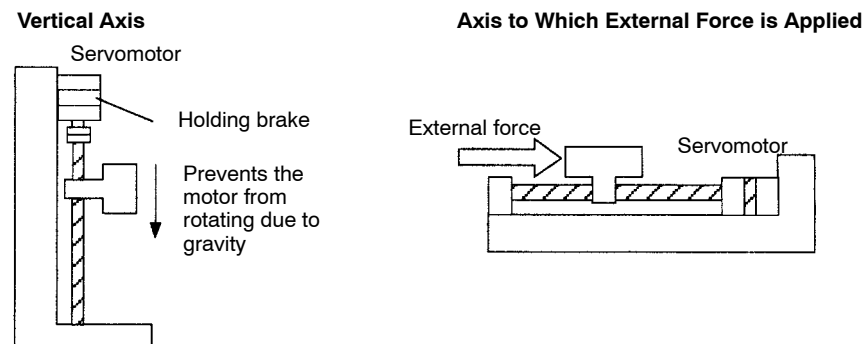 Vertical Axis
Servomotor
Holding brake
Prevents the
motor from
rotating due to
gravity
Axis to Which External Force is Applied
External force
Servomotor